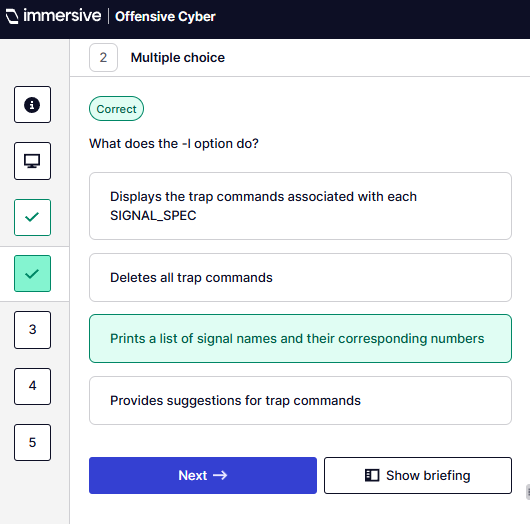 immersive | Offensive Cyber
2 Multiple choice
Correct
What does the -l option do?
Displays the trap commands associated with each
SIGNAL_SPEC
Deletes all trap commands
Prints a list of signal names and their corresponding numbers
Provides suggestions for trap commands
3
4
5
Next →
Show briefing